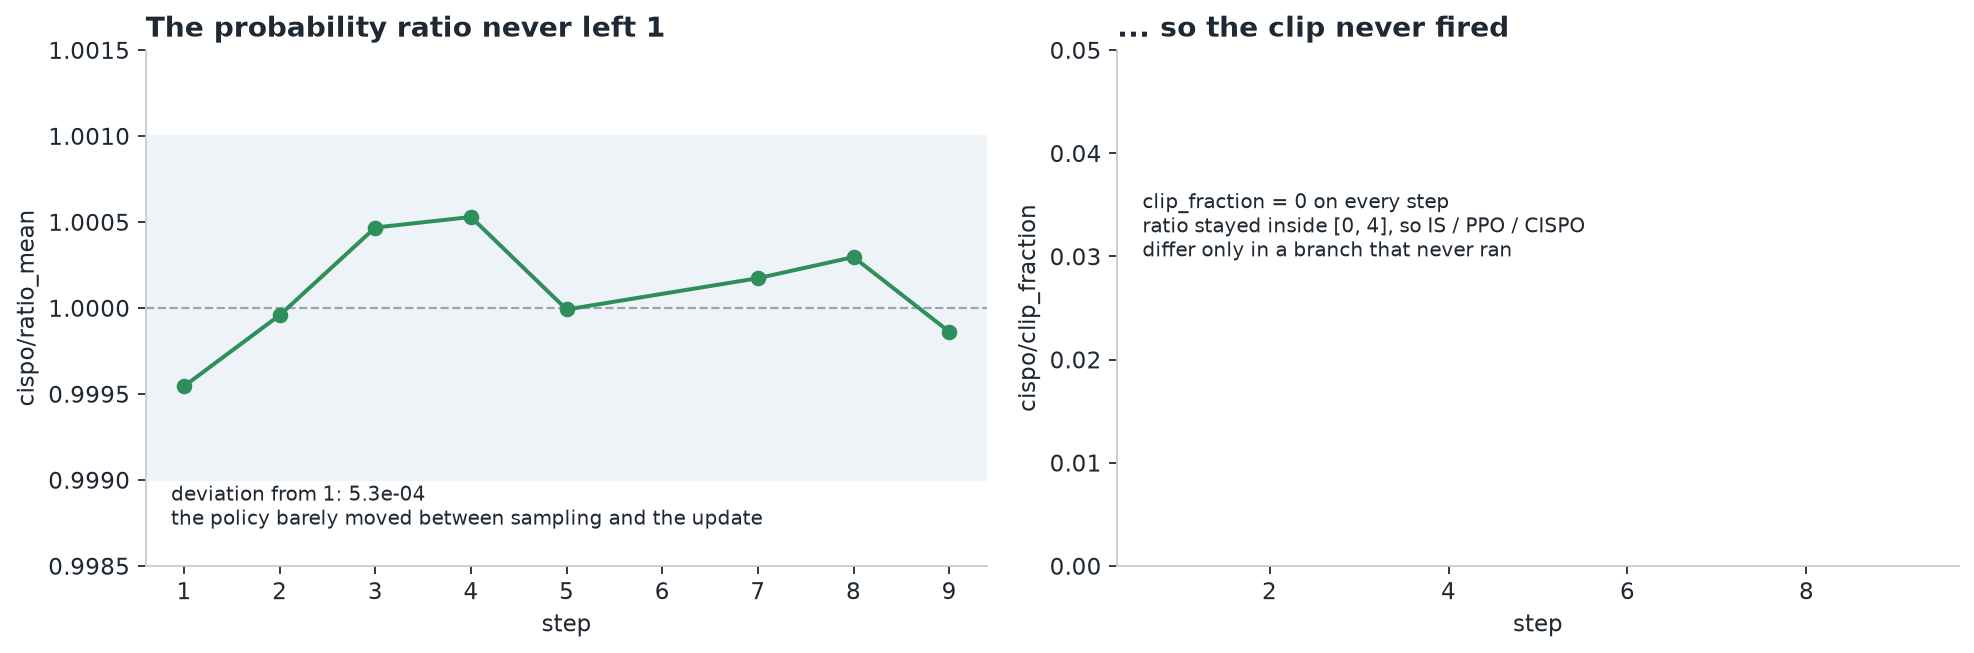 The probability ratio never left 1
1.0015
1.0010
1.0005
1.0000
0.9995
0.9990
0.9985
cispo/ratio_mean
deviation from 1: 5.3e-04
the policy barely moved between sampling and the update
1 2 3 4 5 6 7 8 9
step
... so the clip never fired
0.05
0.04
0.03
0.02
0.01
0.00
cispo/clip_fraction
clip_fraction = 0 on every step
ratio stayed inside [0, 4], so IS / PPO / CISPO
differ only in a branch that never ran
2 4 6 8
step